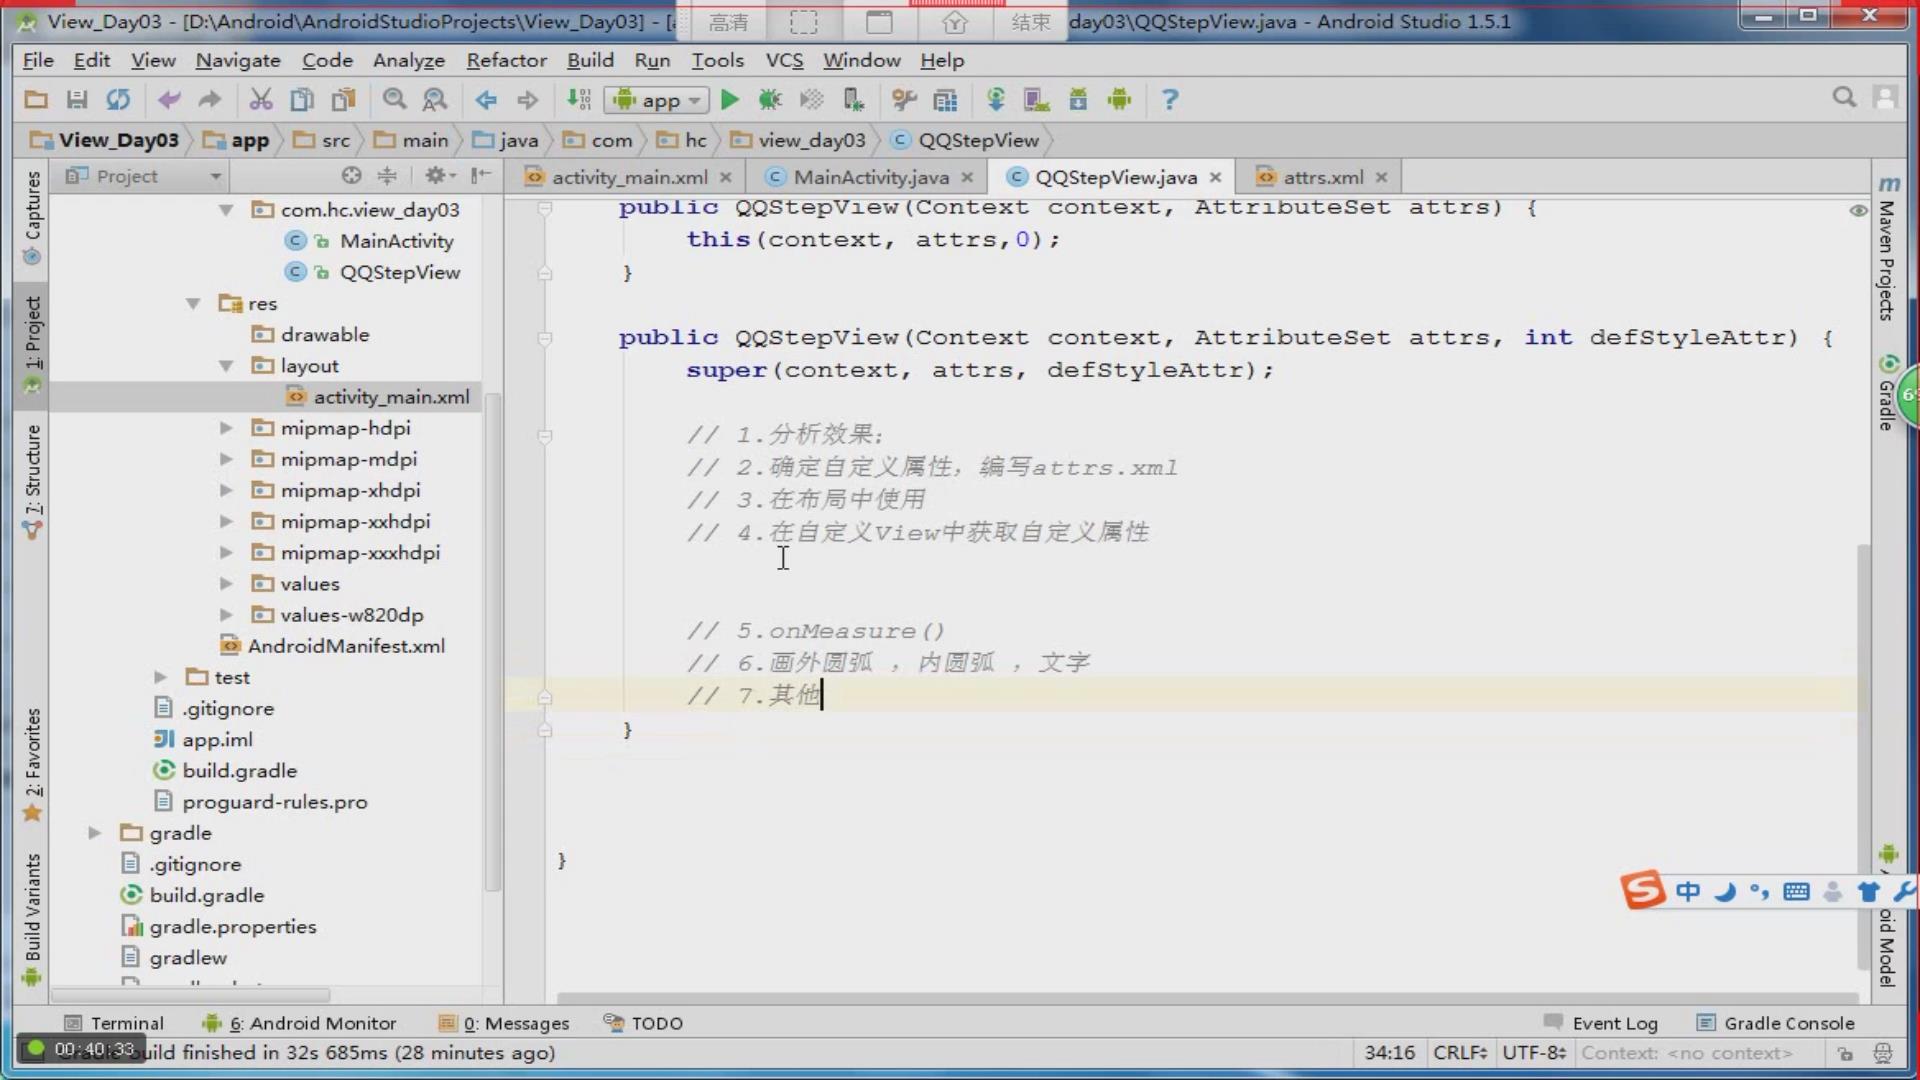 View_Day03 - [D:\Android\AndroidStudioProjects\View_Day03] - [
高清
结束
day03\QQStepView.java - Android Studio 1.5.1
File Edit View Navigate Code Analyze Refactor Build Run Tools VCS Window Help
app
View_Day03 app src main java com hc view_day03 QQStepView
Project
activity_main.xml
MainActivity.java
QQStepView.java
attrs.xml
Captures
1: Project
7: Structure
2: Favorites
Build Variants
com.hc.view_day03
MainActivity
QQStepView
res
drawable
layout
activity_main.xml
mipmap-hdpi
mipmap-mdpi
mipmap-xhdpi
mipmap-xxhdpi
mipmap-xxxhdpi
values
values-w820dp
AndroidManifest.xml
test
.gitignore
app.iml
build.gradle
proguard-rules.pro
gradle
.gitignore
build.gradle
gradle.properties
gradlew
public QQStepView(Context context, AttributeSet attrs) {
this(context, attrs,0);
}
public QQStepView(Context context, AttributeSet attrs, int defStyleAttr) {
super(context, attrs, defStyleAttr);
// 1.分析效果;
// 2.确定自定义属性，编写attrs.xml
// 3.在布局中使用
// 4.在自定义View中获取自定义属性
// 5.onMeasure()
// 6.画外圆弧 ，内圆弧 ，文字
// 7.其他
}
}
Maven Projects
Gradle
oid Model
中
Terminal
6: Android Monitor
0: Messages
TODO
Event Log
Gradle Console
00:40:33
build finished in 32s 685ms (28 minutes ago)
34:16 CRLF UTF-8 Context: <no context>